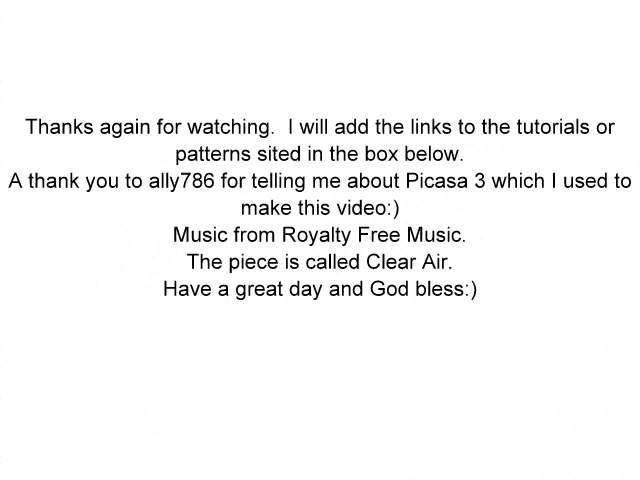 Thanks again for watching.  I will add the links to the tutorials or
patterns sited in the box below.
A thank you to ally786 for telling me about Picasa 3 which I used to
make this video:)
Music from Royalty Free Music.
The piece is called Clear Air.
Have a great day and God bless:)